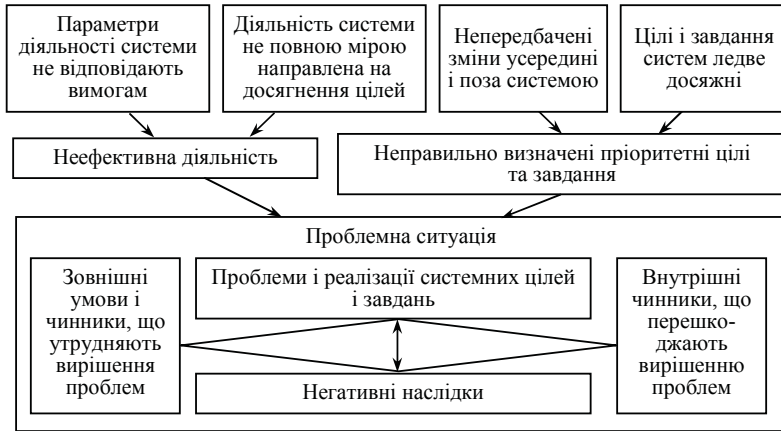 Параметри
діяльності системи
не відповідають
вимогам
Діяльність системи
не повною мірою
направлена на
досягнення цілей
Непередбачені
зміни усередині
і поза системою
Цілі і завдання
систем ледве
досяжні
Неефективна діяльність
Неправильно визначені пріоритетні цілі
та завдання
Проблемна ситуація
Зовнішні
умови і
чинники, що
утрудняють
вирішення
проблем
Проблеми і реалізації системних цілей
і завдань
Негативні наслідки
Внутрішні
чинники, що
перешко-
джають
вирішенню
проблем